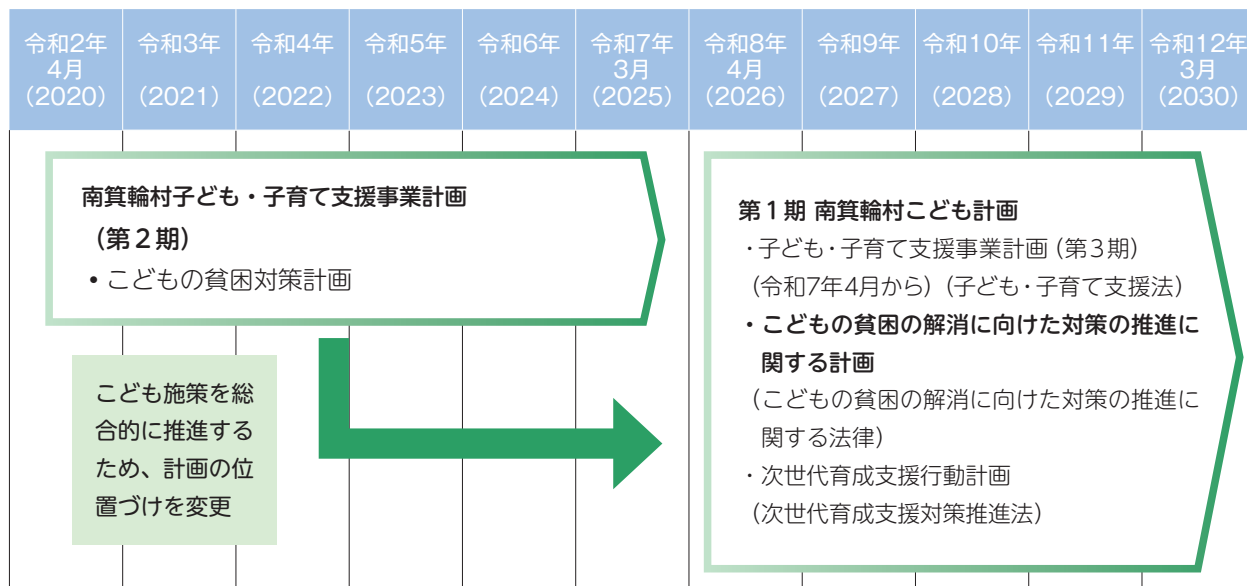 令和2年
4月
（2020）
令和3年
（2021）
令和4年
（2022）
令和5年
（2023）
令和6年
（2024）
令和7年
3月
（2025）
令和8年
4月
（2026）
令和9年
（2027）
令和10年
（2028）
令和11年
（2029）
令和12年
3月
（2030）
南箕輪村子ども・子育て支援事業計画
（第２期）
• こどもの貧困対策計画
こども施策を総
合的に推進する
ため、計画の位
置づけを変更
第１期 南箕輪村こども計画
・子ども・子育て支援事業計画（第３期）
（令和7年4月から）（子ども・子育て支援法）
・こどもの貧困の解消に向けた対策の推進に
関する計画
（こどもの貧困の解消に向けた対策の推進に
関する法律）
・次世代育成支援行動計画
（次世代育成支援対策推進法）